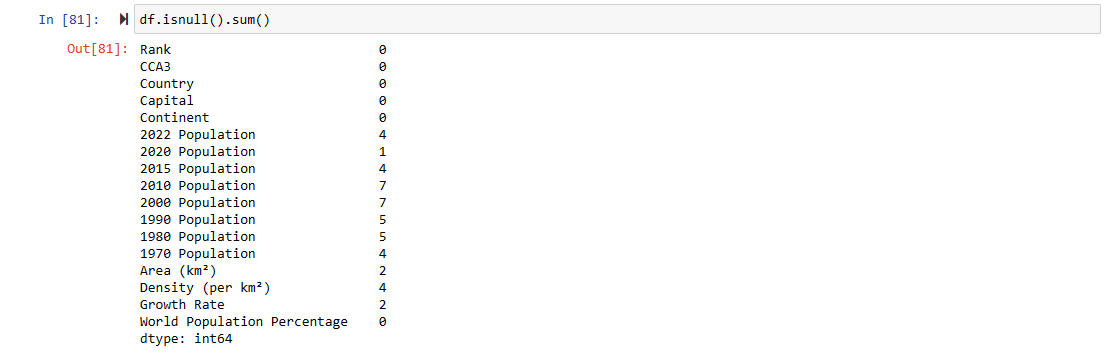 In [81]: df.isnull().sum()
Out[81]: Rank 0
CCA3 0
Country 0
Capital 0
Continent 0
2022 Population 4
2020 Population 1
2015 Population 4
2010 Population 7
2000 Population 7
1990 Population 5
1980 Population 5
1970 Population 4
Area (km²) 2
Density (per km²) 4
Growth Rate 2
World Population Percentage 0
dtype: int64